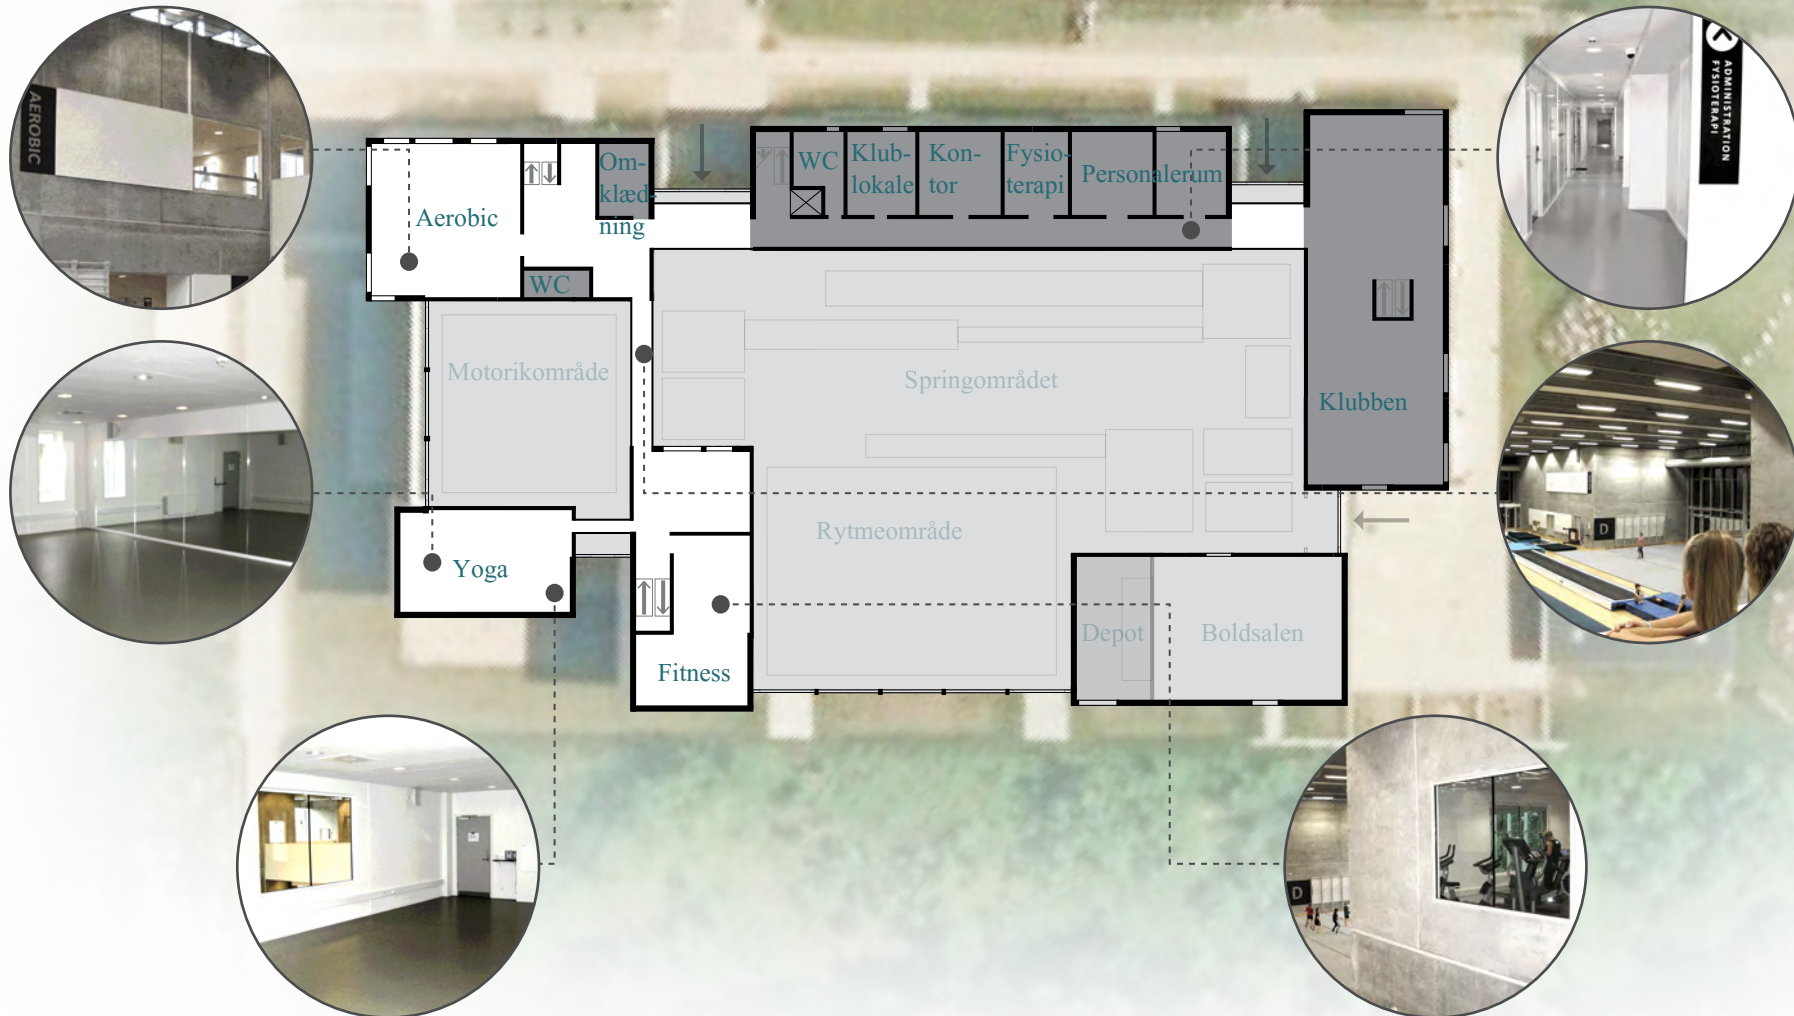 AEROBIC
ADMINISTRATION
FYSIOTERAPI
Aerobic
Om-
klæd-
ning
WC
WC
Klub-
lokale
Kon-
tor
Fysio-
terapi
Personalerum
Motorikområde
Springområdet
Klubben
Rytmeområde
D
Yoga
Fitness
Depot
Boldsalen
D